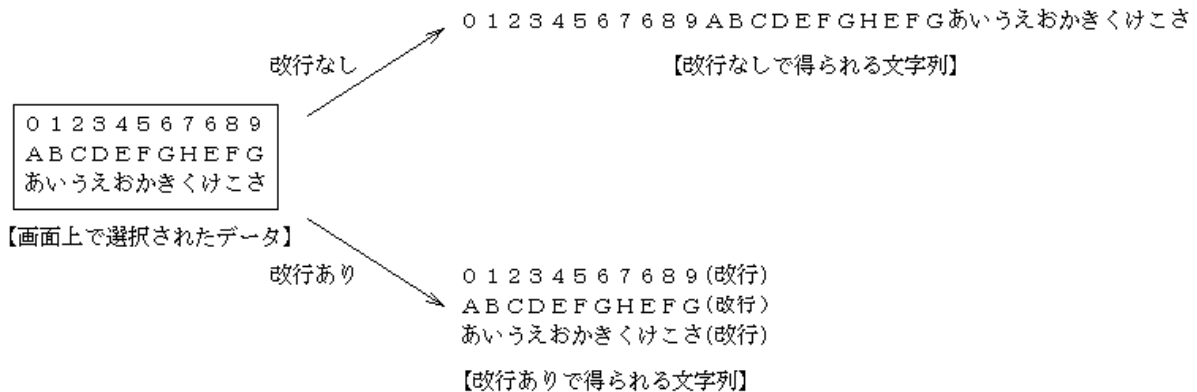 ０１２３４５６７６８９ＡＢＣＤＥＦＧＨＥＦＧあいうえおかきくけこさ
改行なし
【改行なしで得られる文字列】
０１２３４５６７６８９
ＡＢＣＤＥＦＧＨＥＦＧ
あいうえおかきくけこさ
【画面上で選択されたデータ】
改行あり
０１２３４５６７６８９(改行)
ＡＢＣＤＥＦＧＨＥＦＧ(改行)
あいうえおかきくけこさ(改行)
【改行ありで得られる文字列】